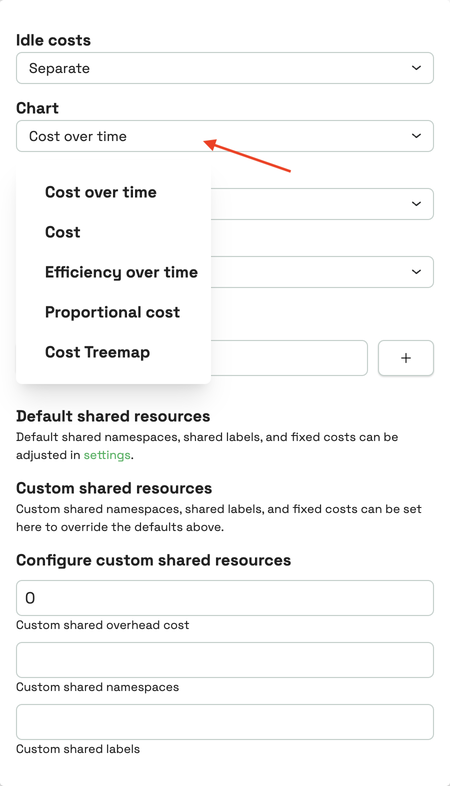 Idle costs
Separate
Chart
Cost over time
Cost over time
Cost
Efficiency over time
Proportional cost
Cost Treemap
+
Default shared resources
Default shared namespaces, shared labels, and fixed costs can be
adjusted in settings.
Custom shared resources
Custom shared namespaces, shared labels, and fixed costs can be set
here to override the defaults above.
Configure custom shared resources
0
Custom shared overhead cost
Custom shared namespaces
Custom shared labels